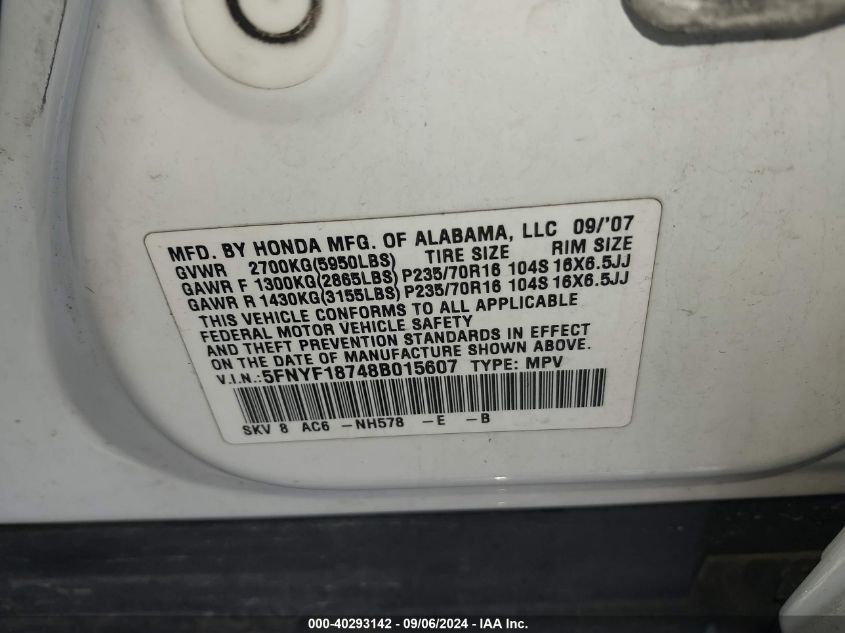 MFD. BY HONDA MFG. OF ALABAMA, LLC 09/'07
GVWR 2700KG(5950LBS) TIRE SIZE RIM SIZE
GAWR F 1300KG(2865LBS) P235/70R16 104S 16X6.5JJ
GAWR R 1430KG(3155LBS) P235/70R16 104S 16X6.5JJ
THIS VEHICLE CONFORMS TO ALL APPLICABLE
FEDERAL MOTOR VEHICLE SAFETY
AND THEFT PREVENTION STANDARDS IN EFFECT
ON THE DATE OF MANUFACTURE SHOWN ABOVE.
V.I.N.:5FNYF18748B015607 TYPE: MPV
SKV 8 AC6 -NH578 -E -B
000-40293142 - 09/06/2024 - IAA Inc.